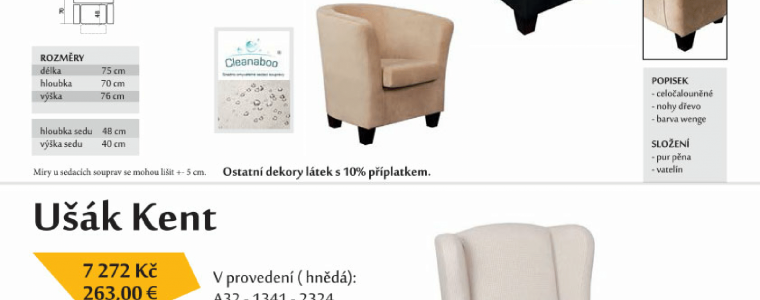 48
ROZMĚRY
délka 75 cm
hloubka 70 cm
výška 76 cm
hloubka sedu 48 cm
výška sedu 40 cm
Míry u sedacích souprav se mohou lišit +- 5 cm.
Cleanaboo
Ostatní dekory látek s 10% příplatkem.
POPISEK
- celočalouněné
- nohy dřevo
- barva wenge
SLOŽENÍ
- pur pěna
- vatelín
Ušák Kent
7 272 Kč
263,00 €
V provedení ( hnědá):
A32 - 1341 - 2324